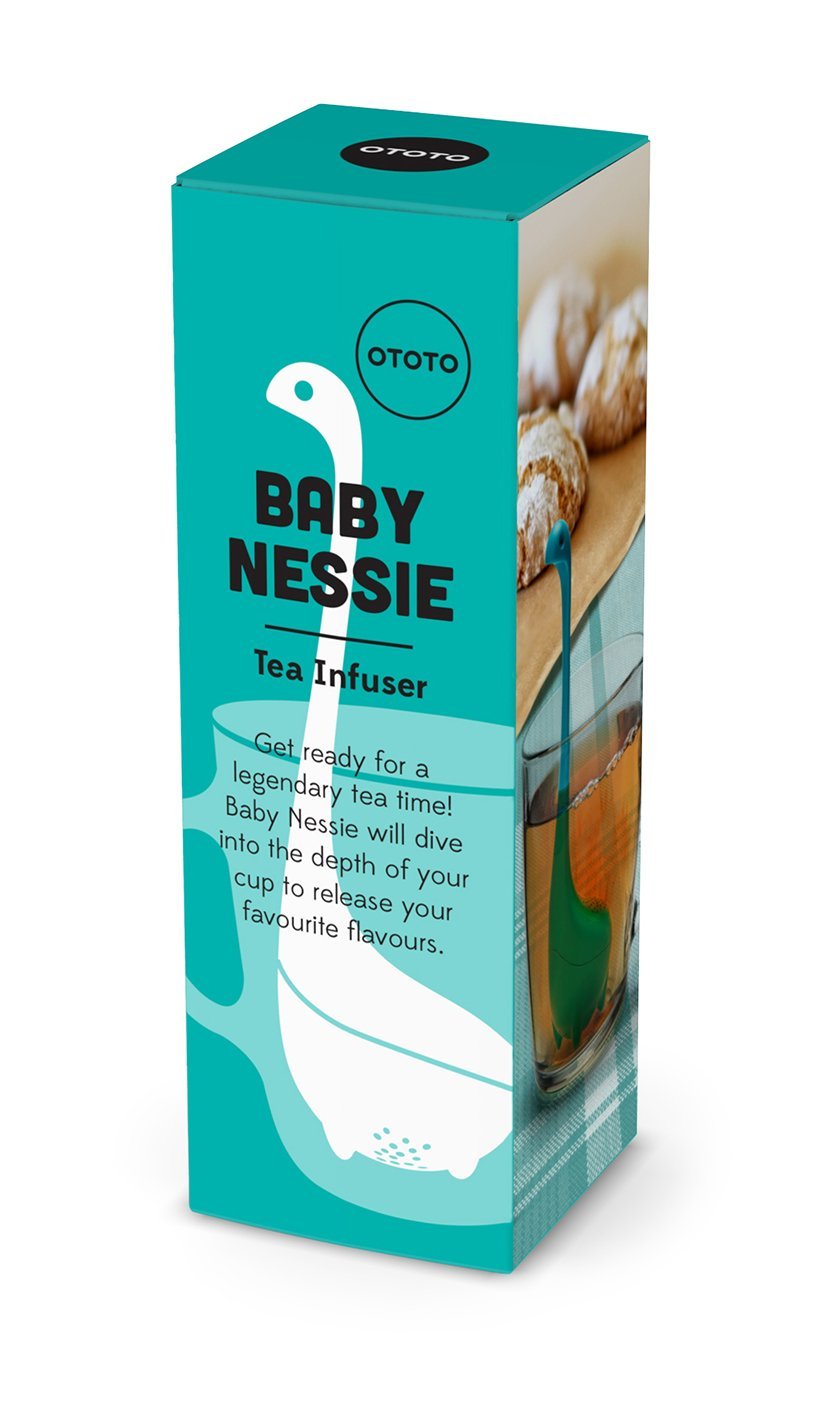 OTOTO
OTOTO
BABY
NESSIE
Tea Infuser
Get ready for a
legendary tea time!
Baby Nessie will dive
into the depth of your
cup to release your
favourite flavours.